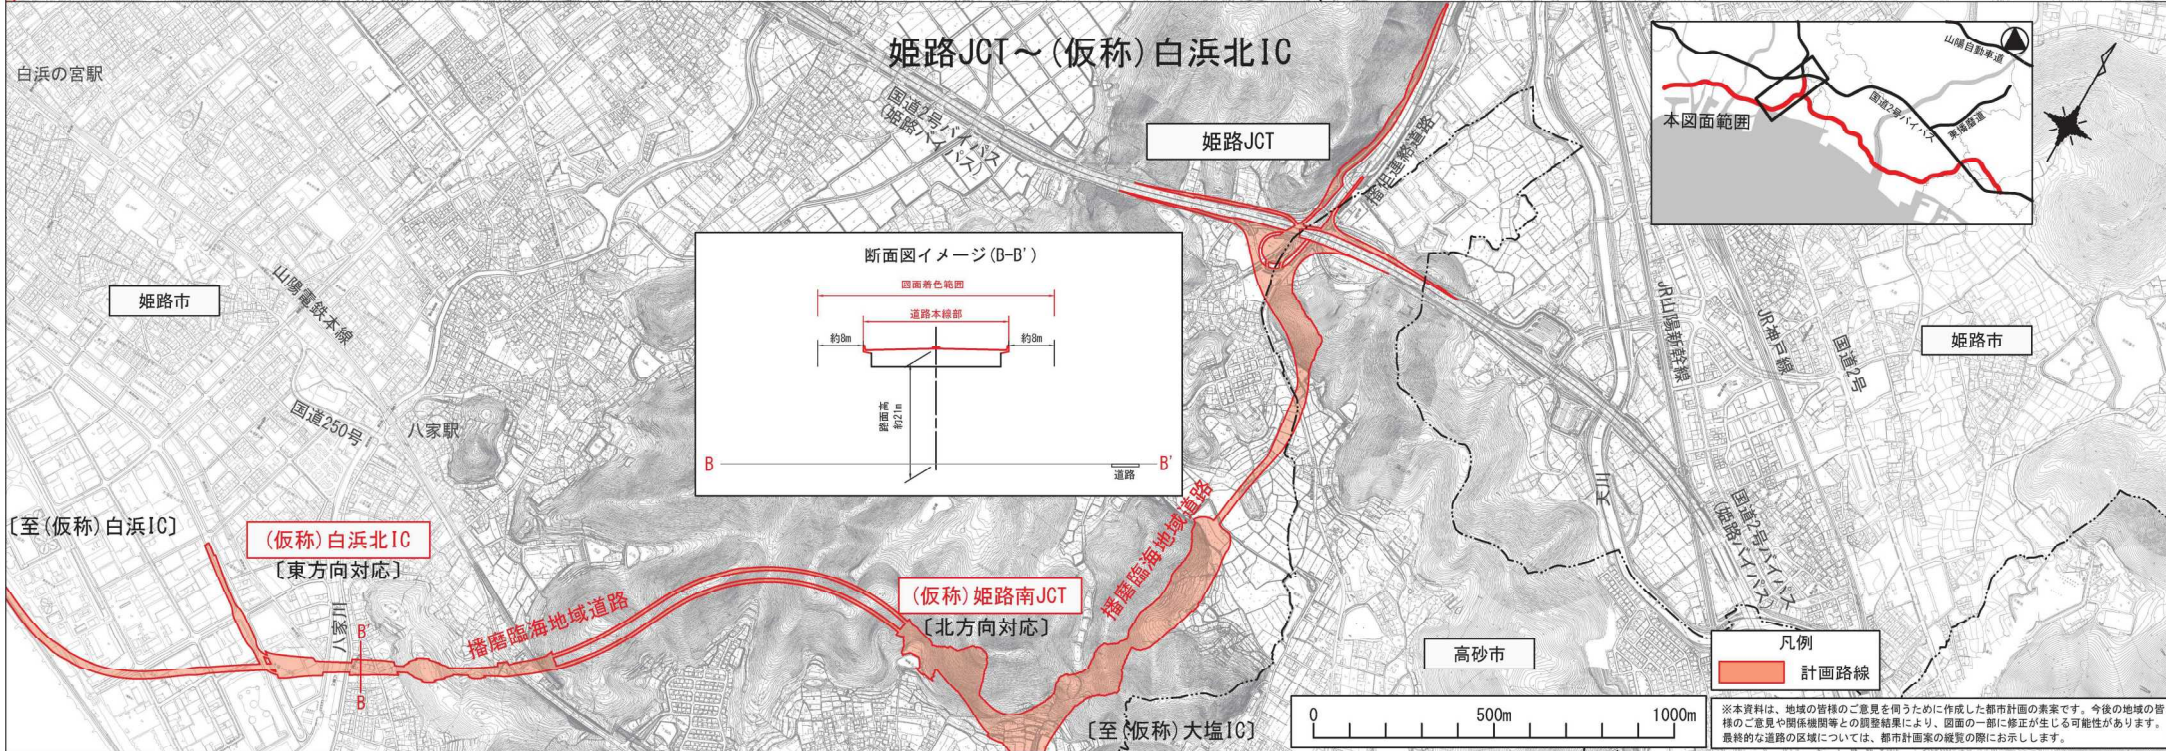 姫路JCT～(仮称)白浜北IC
白浜の宮駅
国道2号バイパス
(姫路バイパス)
姫路JCT
播但連絡道路
山陽自動車道
国道2号バイパス
東播磨道
本図面範囲
姫路市
山陽電鉄本線
国道250号
八家駅
断面図イメージ(B-B')
図面着色範囲
道路本線部
約8m
約8m
路面高
約21m
B
B'
道路
JR山陽新幹線
JR神戸線
国道2号
姫路市
天川
国道2号バイパス
(姫路バイパス)
〔至(仮称)白浜IC〕
(仮称)白浜北IC
〔東方向対応〕
八家川
B'
B
播磨臨海地域道路
(仮称)姫路南JCT
〔北方向対応〕
播磨臨海地域道路
〔至(仮称)大塩IC〕
高砂市
凡例
計画路線
0
500m
1000m
※本資料は、地域の皆様のご意見を伺うために作成した都市計画の素案です。今後の地域の皆
様のご意見や関係機関等との調整結果により、図面の一部に修正が生じる可能性があります。
最終的な道路の区域については、都市計画案の縦覧の際にお示しします。